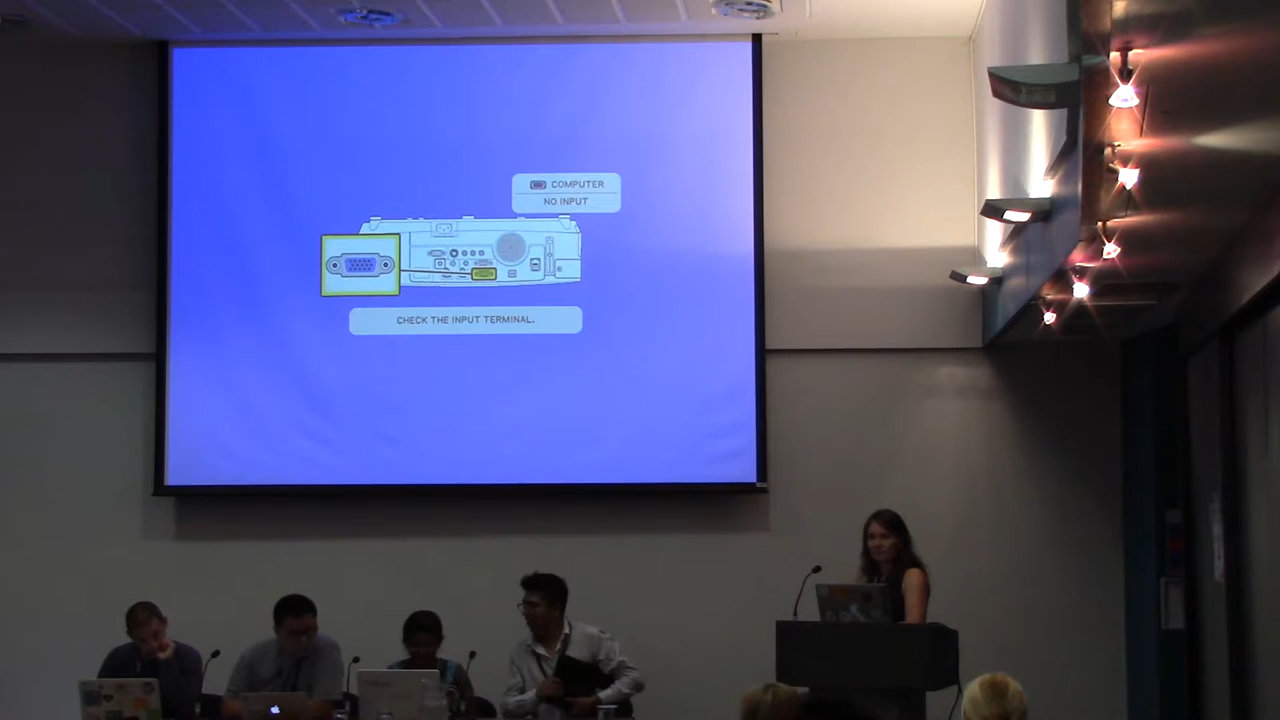 COMPUTER
NO INPUT
CHECK THE INPUT TERMINAL.